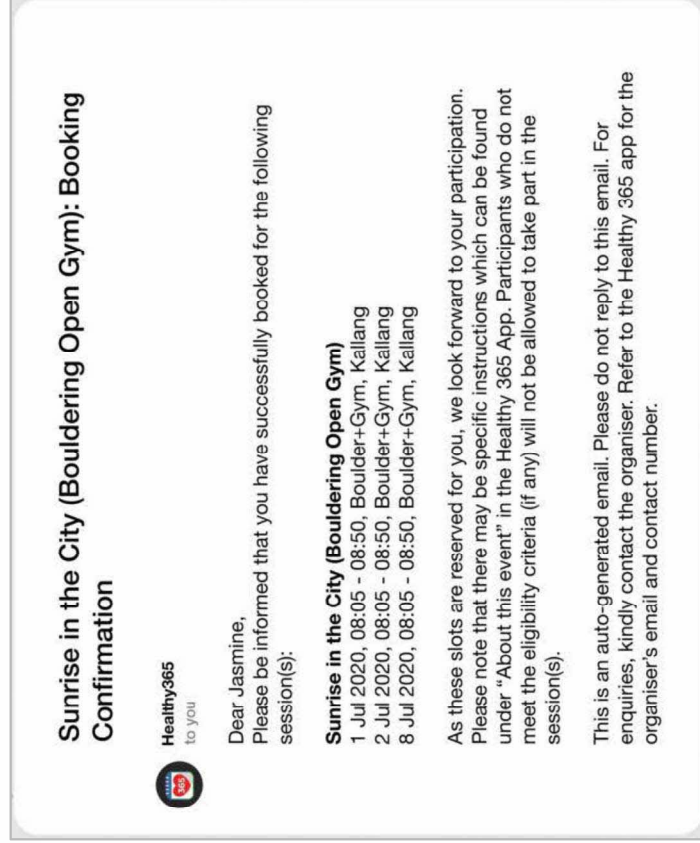 Sunrise in the City (Bouldering Open Gym): Booking
Confirmation
365
Healthy365
to you
Dear Jasmine,
Please be informed that you have successfully booked for the following
session(s):
Sunrise in the City (Bouldering Open Gym)
1 Jul 2020, 08:05 - 08:50, Boulder+Gym, Kallang
2 Jul 2020, 08:05 - 08:50, Boulder+Gym, Kallang
8 Jul 2020, 08:05 - 08:50, Boulder+Gym, Kallang
As these slots are reserved for you, we look forward to your participation.
Please note that there may be specific instructions which can be found
under “About this event” in the Healthy 365 App. Participants who do not
meet the eligibility criteria (if any) will not be allowed to take part in the
session(s).
This is an auto-generated email. Please do not reply to this email. For
enquiries, kindly contact the organiser. Refer to the Healthy 365 app for the
organiser's email and contact number.